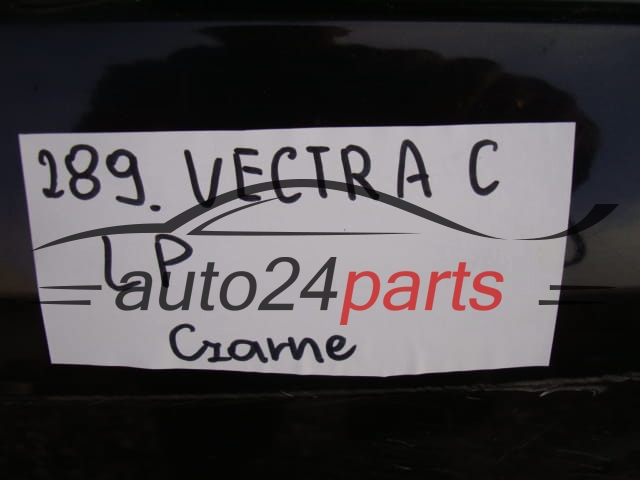 289. VECTRA C
LP
auto24parts
Czarne